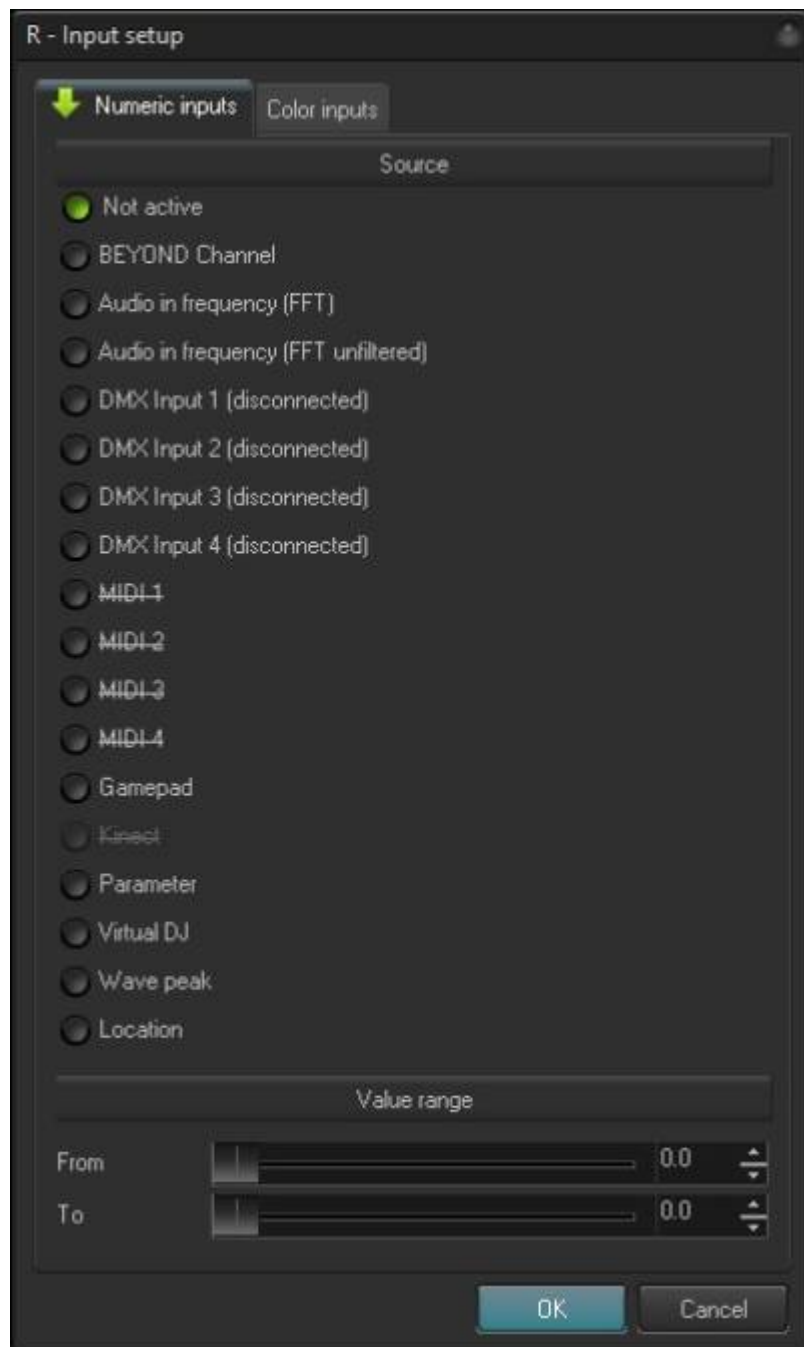 R - Input setup
Numeric inputs
Color inputs
Source
Not active
BEYOND Channel
Audio in frequency (FFT)
Audio in frequency (FFT unfiltered)
DMX Input 1 (disconnected)
DMX Input 2 (disconnected)
DMX Input 3 (disconnected)
DMX Input 4 (disconnected)
MIDI 1
MIDI 2
MIDI 3
MIDI 4
Gamepad
Kinect
Parameter
Virtual DJ
Wave peak
Location
Value range
From 0.0
To 0.0
OK Cancel